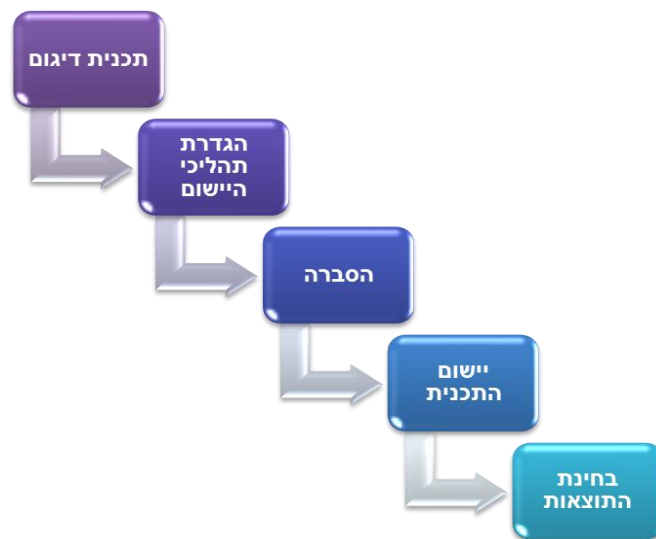 תכנית דיגום
הגדרת
תהליכי
היישום
הסברה
יישום
התכנית
בחינת
התוצאות